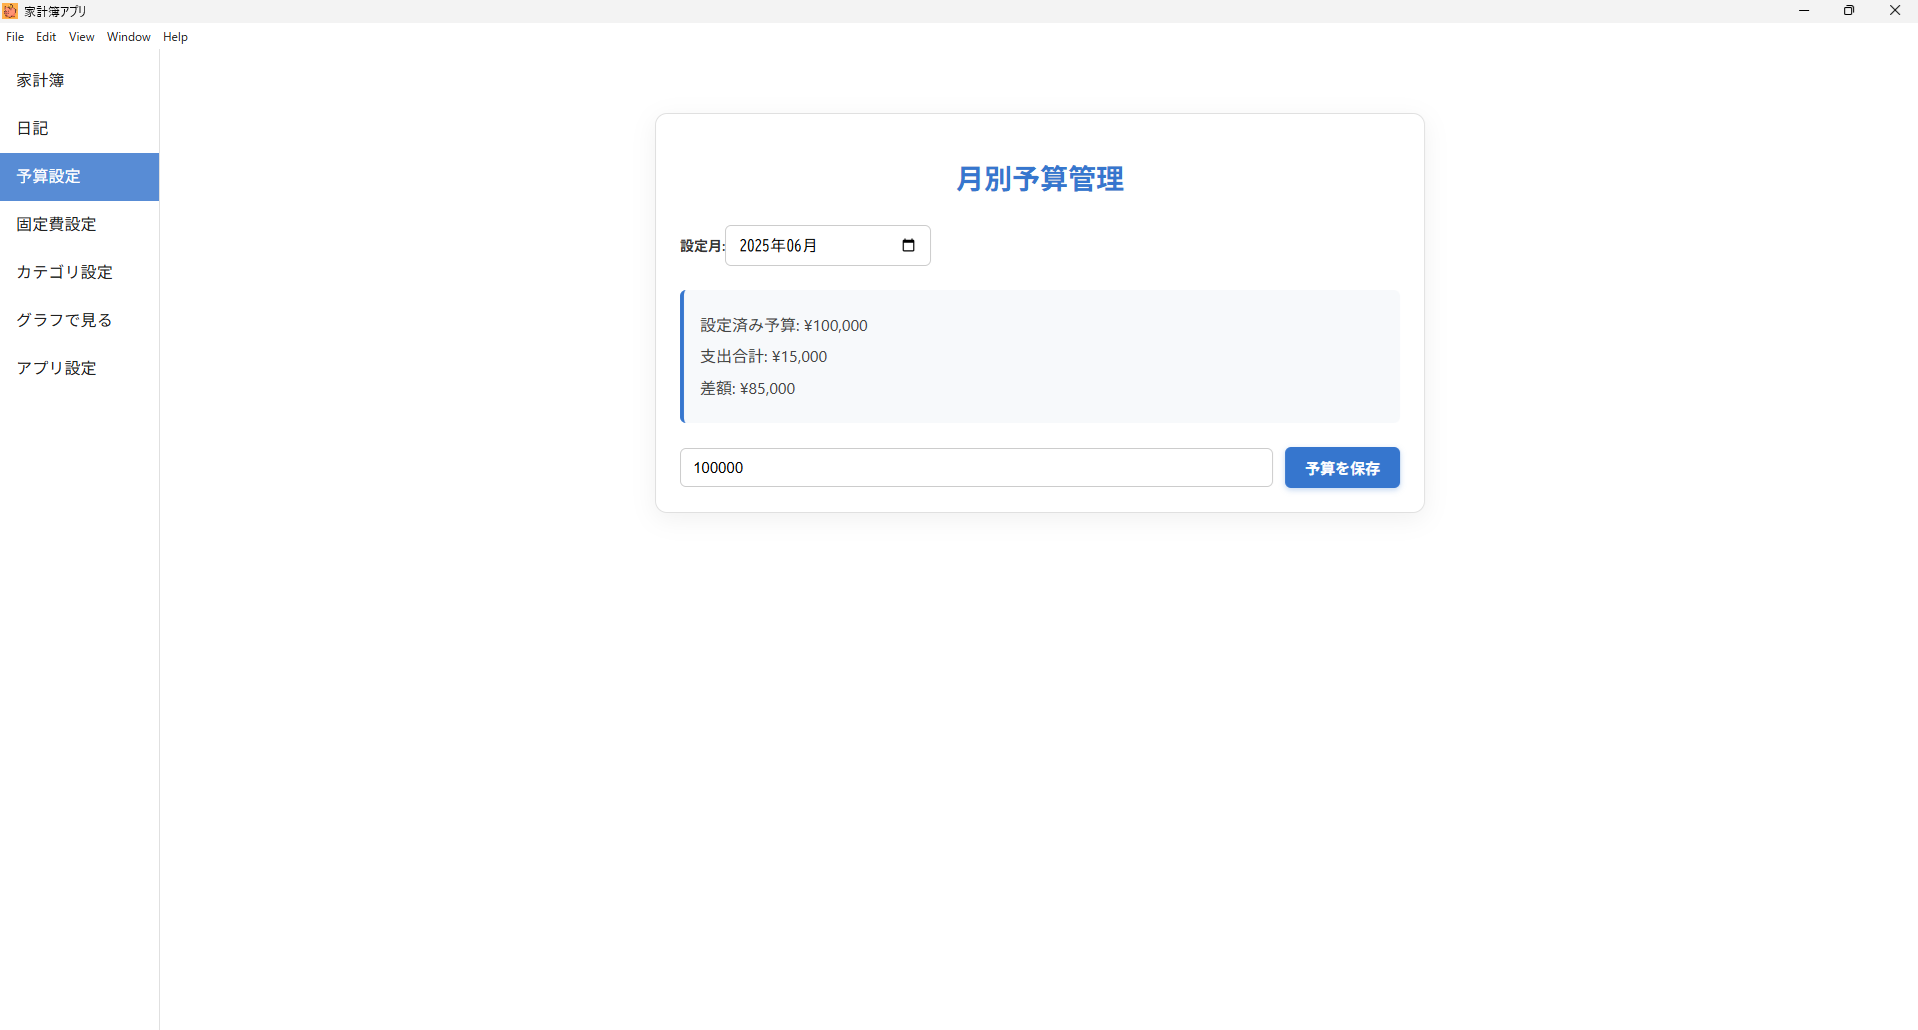 家計簿アプリ
File Edit View Window Help
家計簿
日記
予算設定
固定費設定
カテゴリ設定
グラフで見る
アプリ設定
月別予算管理
設定月: 2025年06月
設定済み予算: ¥100,000
支出合計: ¥15,000
差額: ¥85,000
100000 予算を保存